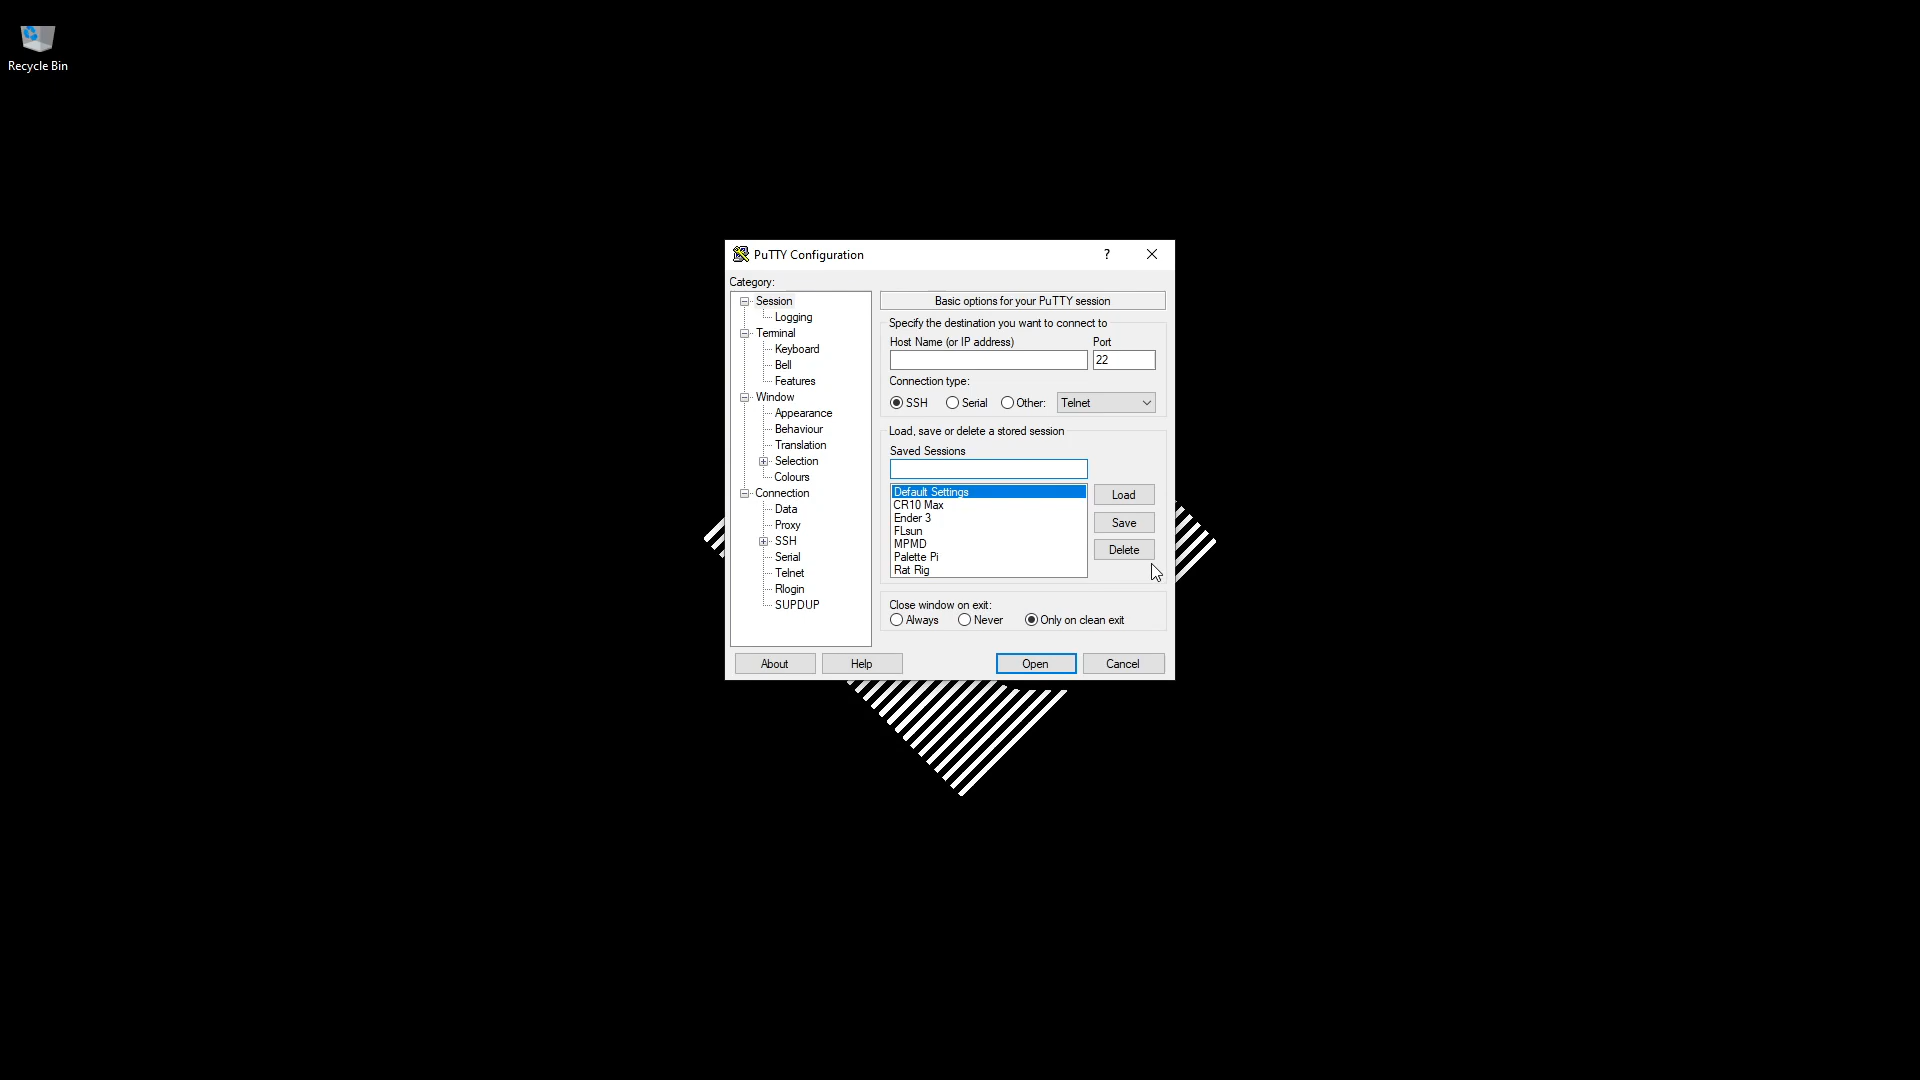 Recycle Bin
PuTTY Configuration
?
Category:
Session
Logging
Terminal
Keyboard
Bell
Features
Window
Appearance
Behaviour
Translation
Selection
Colours
Connection
Data
Proxy
SSH
Serial
Telnet
Rlogin
SUPDUP
Basic options for your PuTTY session
Specify the destination you want to connect to
Host Name (or IP address) Port
22
Connection type:
SSH Serial Other: Telnet
Load, save or delete a stored session
Saved Sessions
Default Settings
CR10 Max
Ender 3
FLsun
MPMD
Palette Pi
Rat Rig
Load
Save
Delete
Close window on exit:
Always Never Only on clean exit
About Help Open Cancel